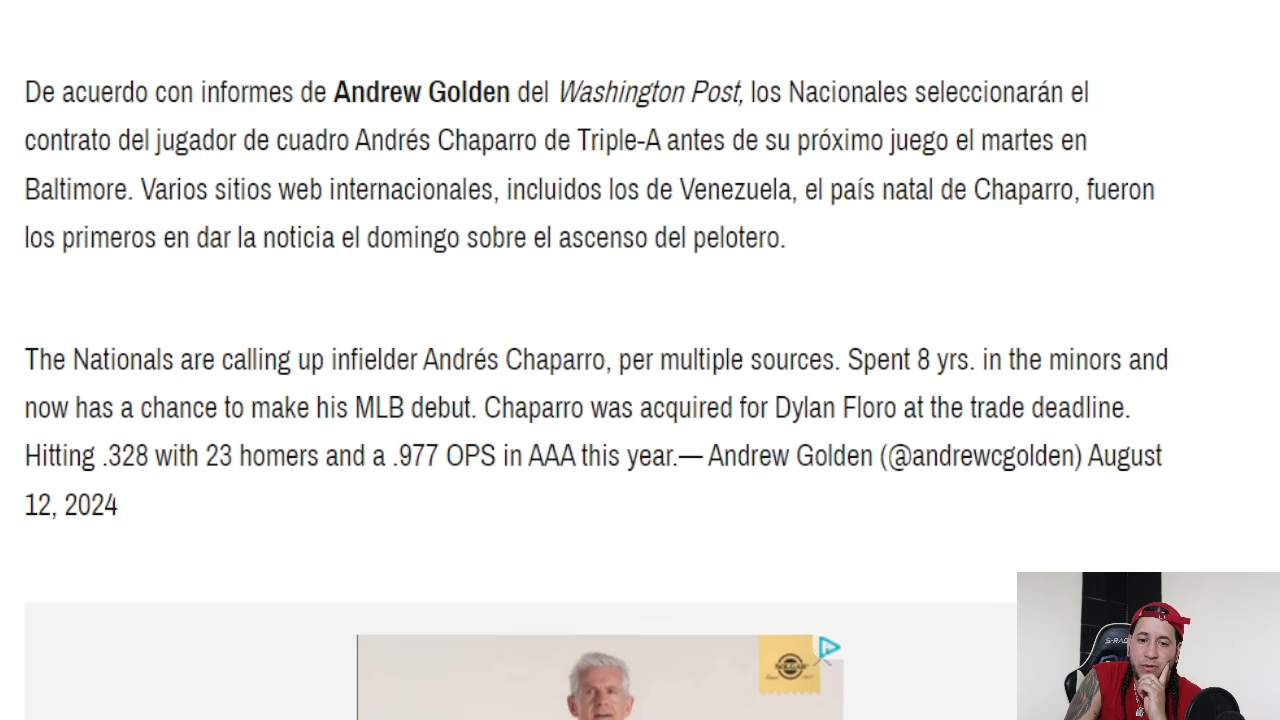 De acuerdo con informes de Andrew Golden del Washington Post, los Nacionales seleccionarán el
contrato del jugador de cuadro Andrés Chaparro de Triple-A antes de su próximo juego el martes en
Baltimore. Varios sitios web internacionales, incluidos los de Venezuela, el país natal de Chaparro, fueron
los primeros en dar la noticia el domingo sobre el ascenso del pelotero.
The Nationals are calling up infielder Andrés Chaparro, per multiple sources. Spent 8 yrs. in the minors and
now has a chance to make his MLB debut. Chaparro was acquired for Dylan Floro at the trade deadline.
Hitting .328 with 23 homers and a .977 OPS in AAA this year.— Andrew Golden (@andrewcgolden) August
12, 2024
SOLGAR